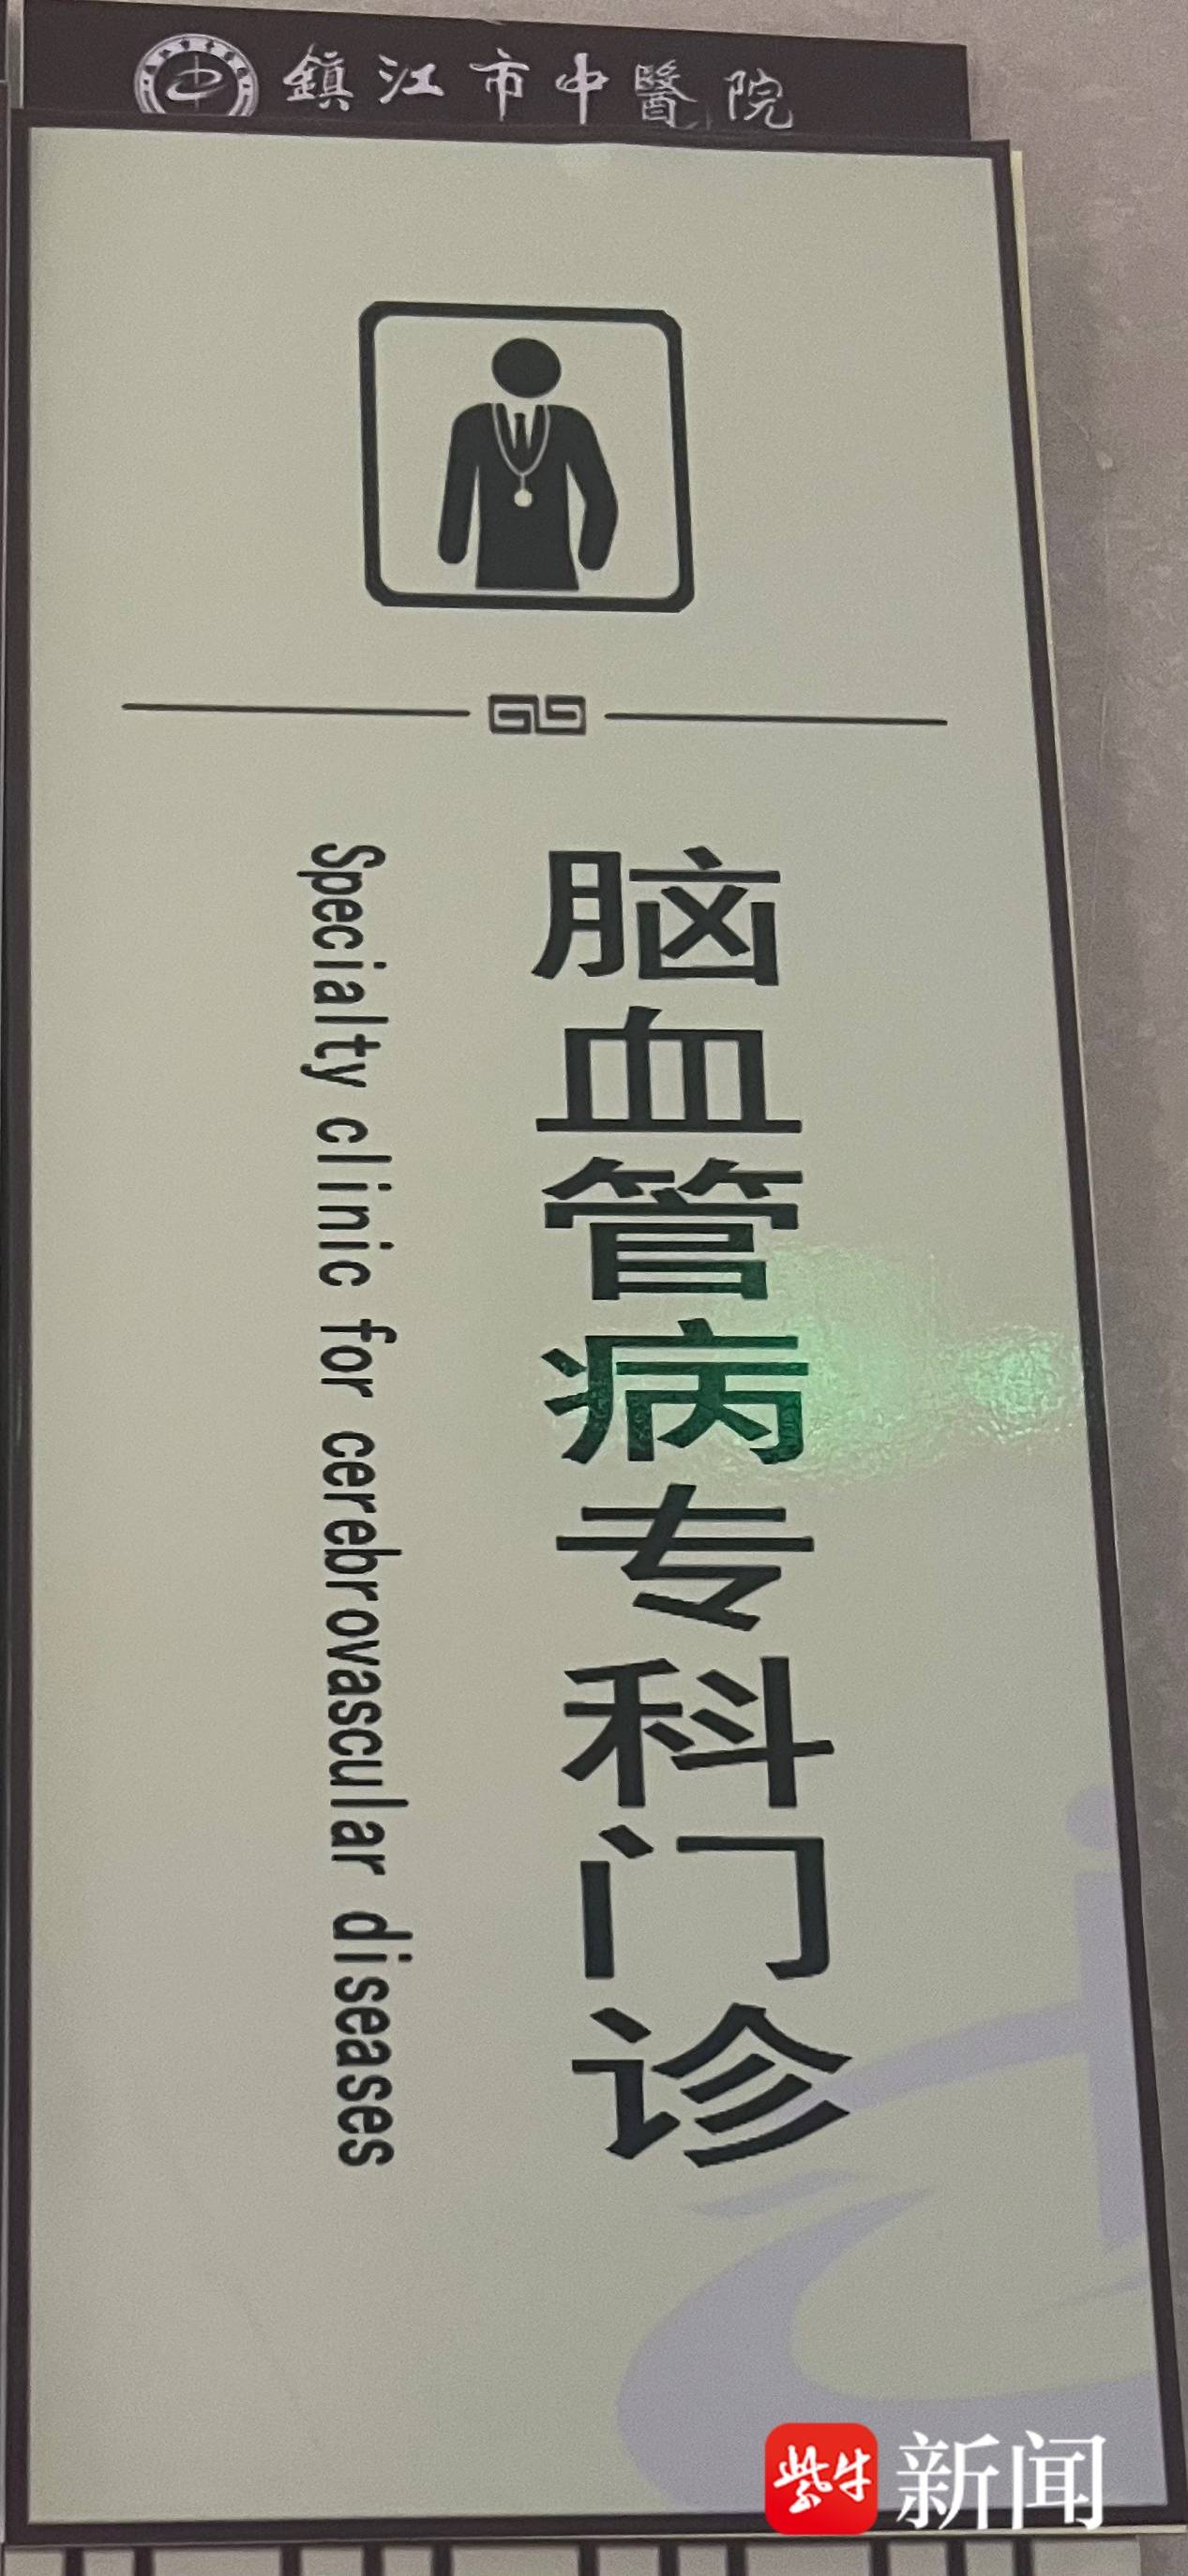 鎮江市中醫院
脑血管病专科门诊
Specialty clinic for cerebrovascular diseases
紫牛新闻